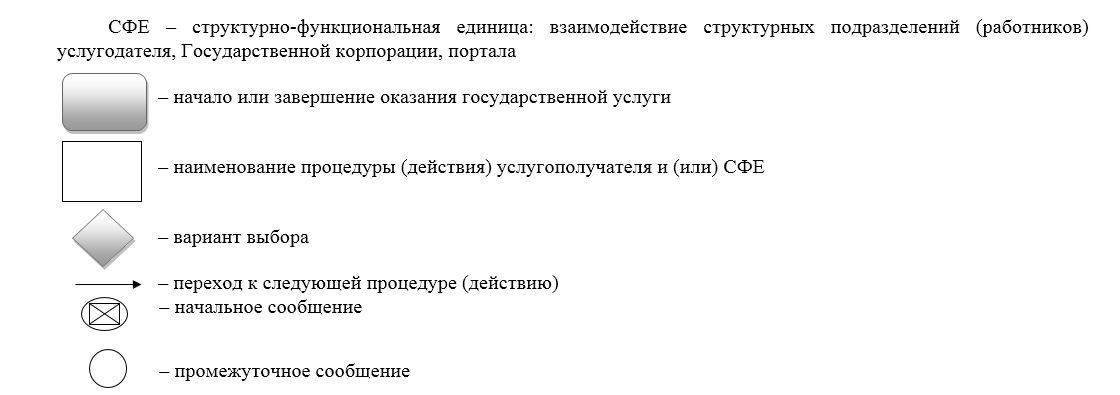 СФЕ – структурно-функциональная единица: взаимодействие структурных подразделений (работников)
услугодателя, Государственной корпорации, портала
– начало или завершение оказания государственной услуги
– наименование процедуры (действия) услугополучателя и (или) СФЕ
– вариант выбора
– переход к следующей процедуре (действию)
– начальное сообщение
– промежуточное сообщение